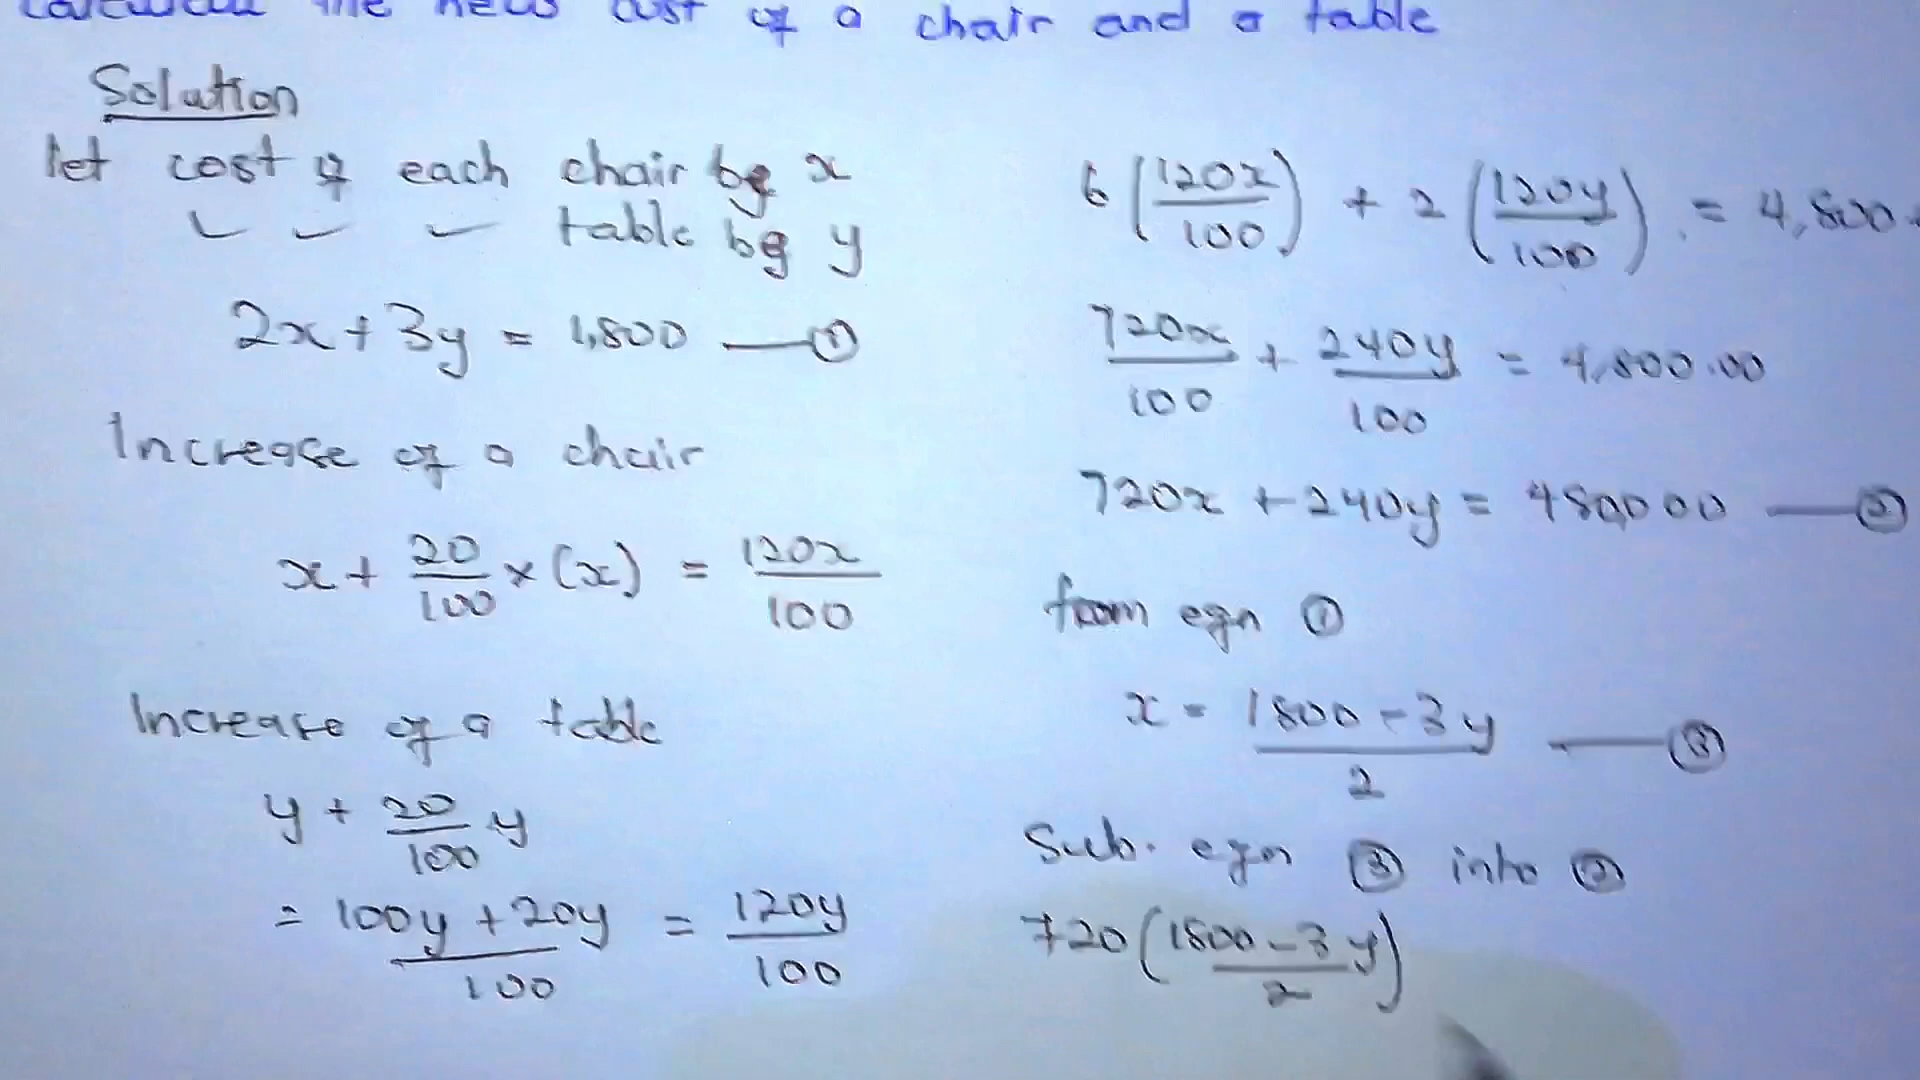 calculate the new cost of a chair and a table
Solution
let cost of each chair be x
table be y
2x + 3y = 1,800 — ①
Increase of a chair
x + 20/100 × (x) = 120x/100
Increase of a table
y + 20/100 y
= 100y + 20y/100 = 120y/100
6(120x/100) + 2(120y/100) = 4,800.
720x/100 + 240y/100 = 4,800.00
720x + 240y = 480,000 — ②
from eqn ①
x = 1800 - 3y/2 — ③
Sub. eqn ③ into ②
720(1800 - 3y/2)